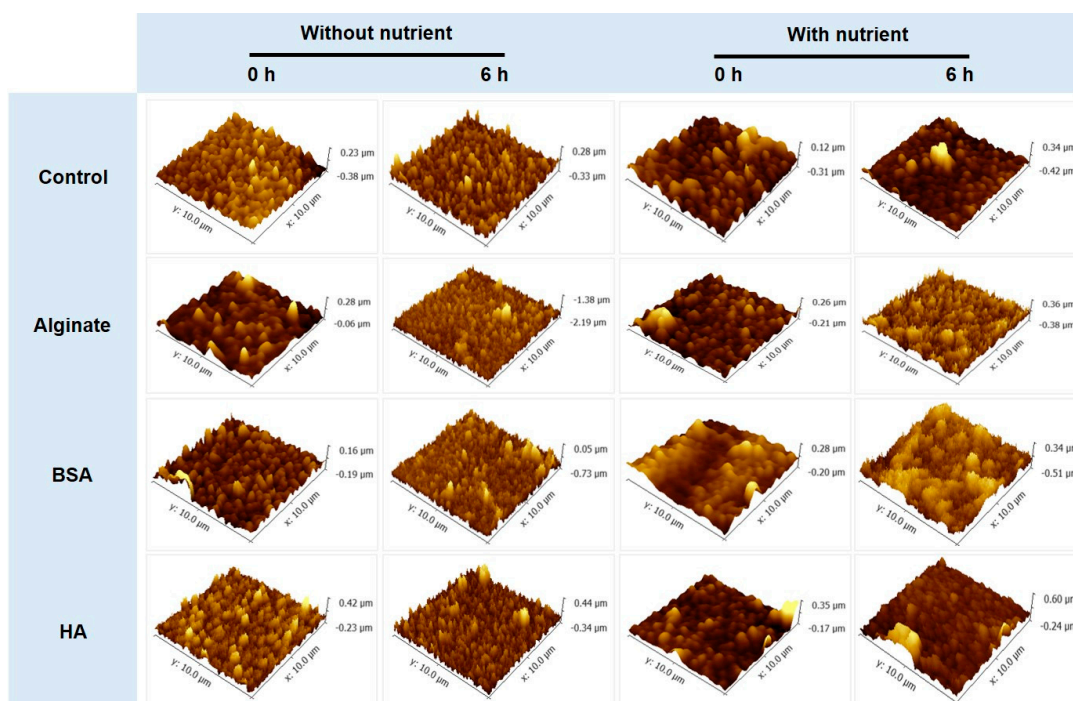 Without nutrient With nutrient
0 h 6 h 0 h 6 h
Control
0.23 µm
-0.38 µm
y: 10.0 µm
x: 10.0 µm
0.28 µm
-0.33 µm
y: 10.0 µm
x: 10.0 µm
0.12 µm
-0.31 µm
y: 10.0 µm
x: 10.0 µm
0.34 µm
-0.42 µm
y: 10.0 µm
x: 10.0 µm
Alginate
0.28 µm
-0.06 µm
y: 10.0 µm
x: 10.0 µm
-1.38 µm
-2.19 µm
y: 10.0 µm
x: 10.0 µm
0.26 µm
-0.21 µm
y: 10.0 µm
x: 10.0 µm
0.36 µm
-0.38 µm
y: 10.0 µm
x: 10.0 µm
BSA
0.16 µm
-0.19 µm
y: 10.0 µm
x: 10.0 µm
0.05 µm
-0.73 µm
y: 10.0 µm
x: 10.0 µm
0.28 µm
-0.20 µm
y: 10.0 µm
x: 10.0 µm
0.34 µm
-0.51 µm
y: 10.0 µm
x: 10.0 µm
HA
0.42 µm
-0.23 µm
y: 10.0 µm
x: 10.0 µm
0.44 µm
-0.34 µm
y: 10.0 µm
x: 10.0 µm
0.35 µm
-0.17 µm
y: 10.0 µm
x: 10.0 µm
0.60 µm
-0.24 µm
y: 10.0 µm
x: 10.0 µm